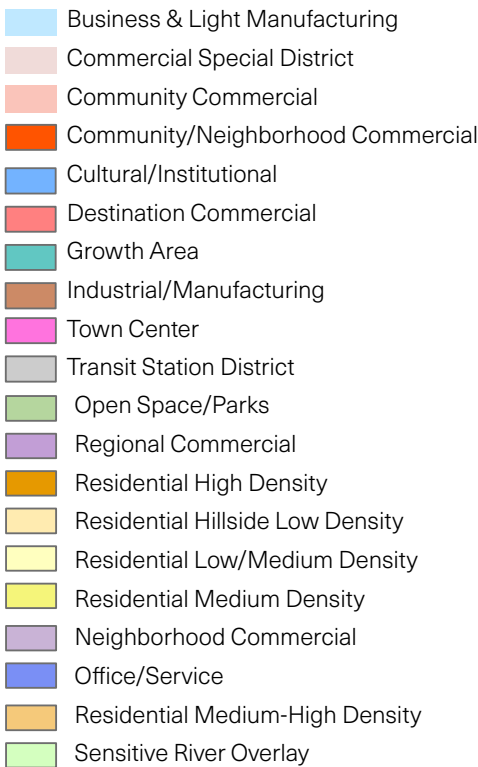 Business & Light Manufacturing
Commercial Special District
Community Commercial
Community/Neighborhood Commercial
Cultural/Institutional
Destination Commercial
Growth Area
Industrial/Manufacturing
Town Center
Transit Station District
Open Space/Parks
Regional Commercial
Residential High Density
Residential Hillside Low Density
Residential Low/Medium Density
Residential Medium Density
Neighborhood Commercial
Office/Service
Residential Medium-High Density
Sensitive River Overlay